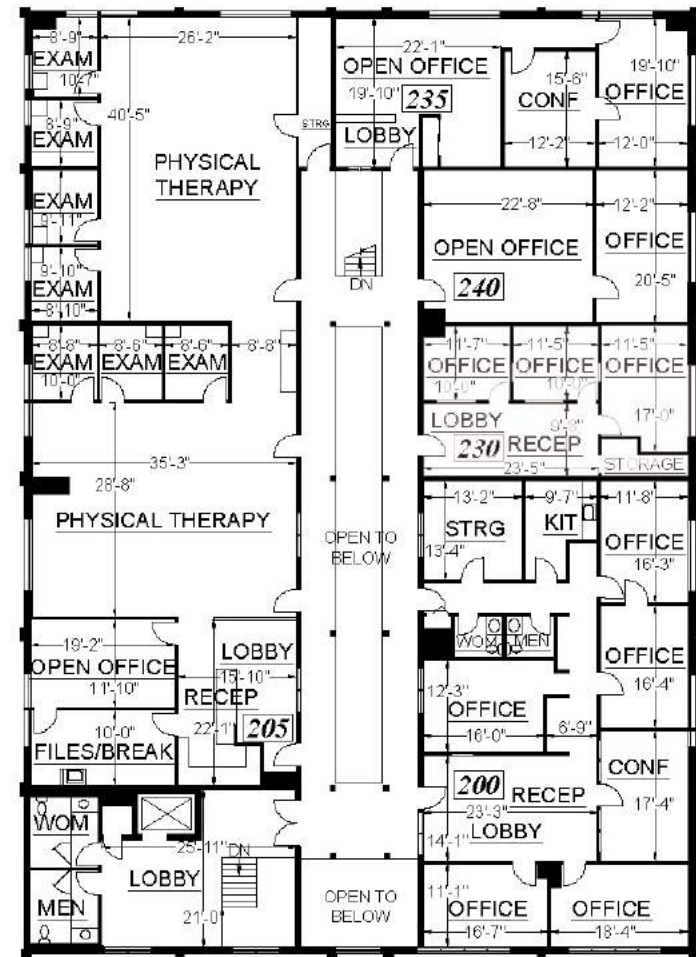 8'-9"
EXAM
10'-7"
26'-2"
40'-5"
8'-9"
EXAM
PHYSICAL
THERAPY
STRG
22'-1"
OPEN OFFICE
19'-10"
235
LOBBY
15'-6"
CONF
12'-2"
19'-10"
OFFICE
12'-0"
EXAM
9'-11"
9'-10"
EXAM
8'-10"
DN
22'-8"
OPEN OFFICE
240
12'-2"
OFFICE
20'-5"
8'-8"
EXAM
10'-0"
8'-6"
EXAM
8'-6"
EXAM
8'-8"
11'-7"
OFFICE
10'-0"
11'-5"
OFFICE
10'-0"
11'-5"
OFFICE
17'-0"
LOBBY
9'-8"
230
RECEP
23'-5"
STORAGE
35'-3"
28'-8"
PHYSICAL THERAPY
OPEN TO
BELOW
13'-2"
STRG
13'-4"
9'-7"
KIT
11'-8"
OFFICE
16'-3"
WOM
MEN
19'-2"
OPEN OFFICE
11'-10"
LOBBY
15'-10"
RECEP
22'-1"
205
12'-3"
OFFICE
16'-0"
OFFICE
16'-4"
6'-9"
10'-0"
FILES/BREAK
200
RECEP
23'-3"
LOBBY
14'-1"
CONF
17'-4"
WOM
25'-11"
DN
LOBBY
21'-0"
MEN
OPEN TO
BELOW
11'-1"
OFFICE
16'-7"
OFFICE
18'-4"